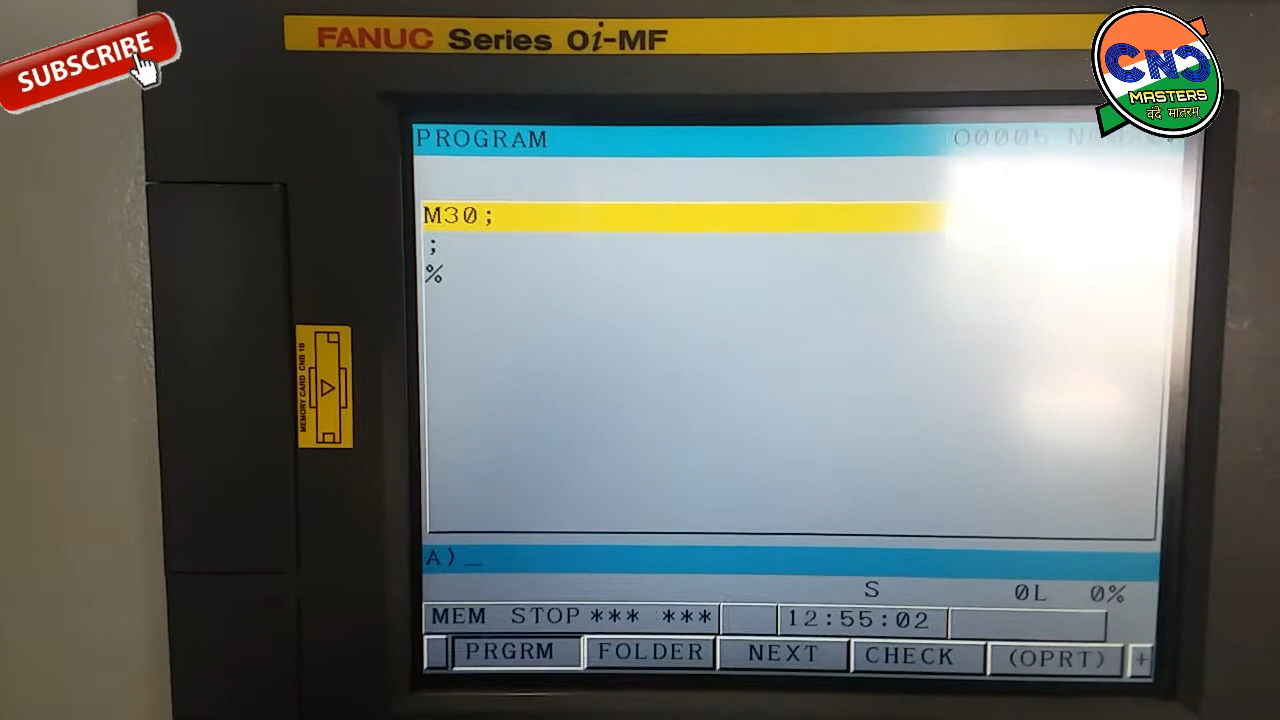 SUBSCRIBE
FANUC Series 0i-MF
CNC
MASTERS
वंदे मातरम्
PROGRAM O0005
M30;
;
%
MEMORY CARD CNB 1B
A)_
S 0L 0%
MEM STOP *** *** 12:55:02
PRGRM FOLDER NEXT CHECK (OPRT) +